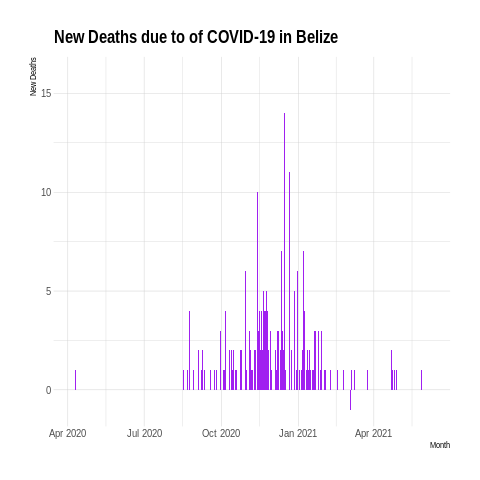 New Deaths due to of COVID-19 in Belize
New Deaths
15
10
5
0
Apr 2020
Jul 2020
Oct 2020
Jan 2021
Apr 2021
Month